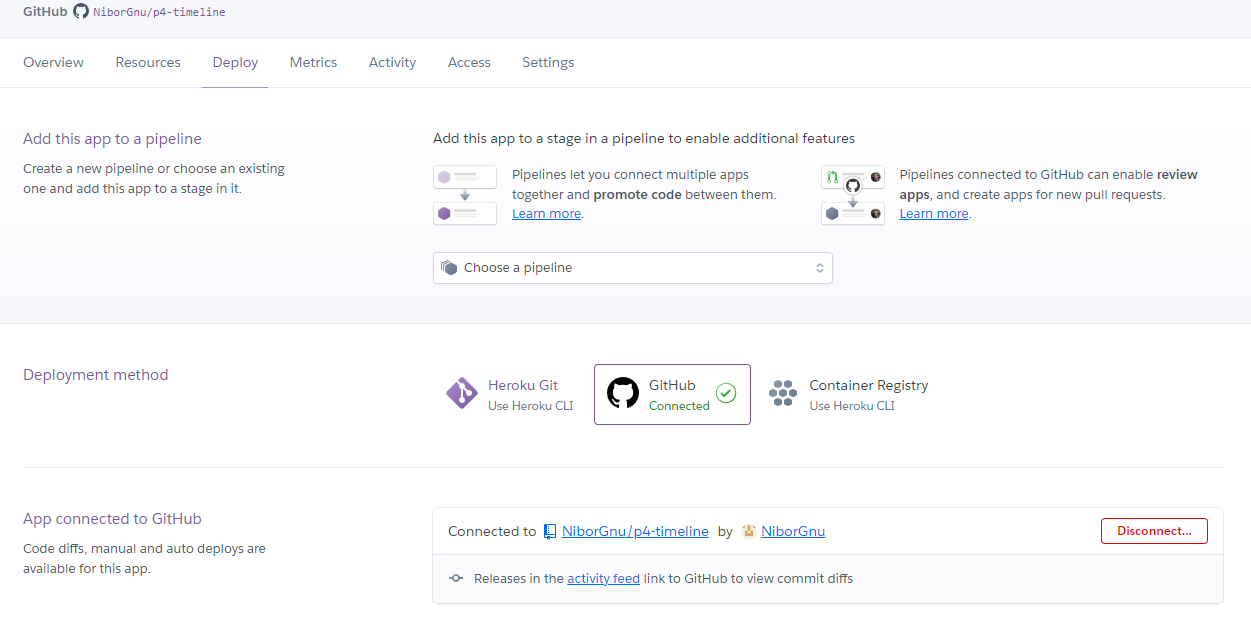 GitHub NiborGnu/p4-timeline
Overview Resources Deploy Metrics Activity Access Settings
Add this app to a pipeline
Create a new pipeline or choose an existing
one and add this app to a stage in it.
Add this app to a stage in a pipeline to enable additional features
Pipelines let you connect multiple apps
together and promote code between them.
Learn more.
Pipelines connected to GitHub can enable review
apps, and create apps for new pull requests.
Learn more.
Choose a pipeline
Deployment method
Heroku Git
Use Heroku CLI
GitHub
Connected
Container Registry
Use Heroku CLI
App connected to GitHub
Code diffs, manual and auto deploys are
available for this app.
Connected to NiborGnu/p4-timeline by NiborGnu
Disconnect...
Releases in the activity feed link to GitHub to view commit diffs